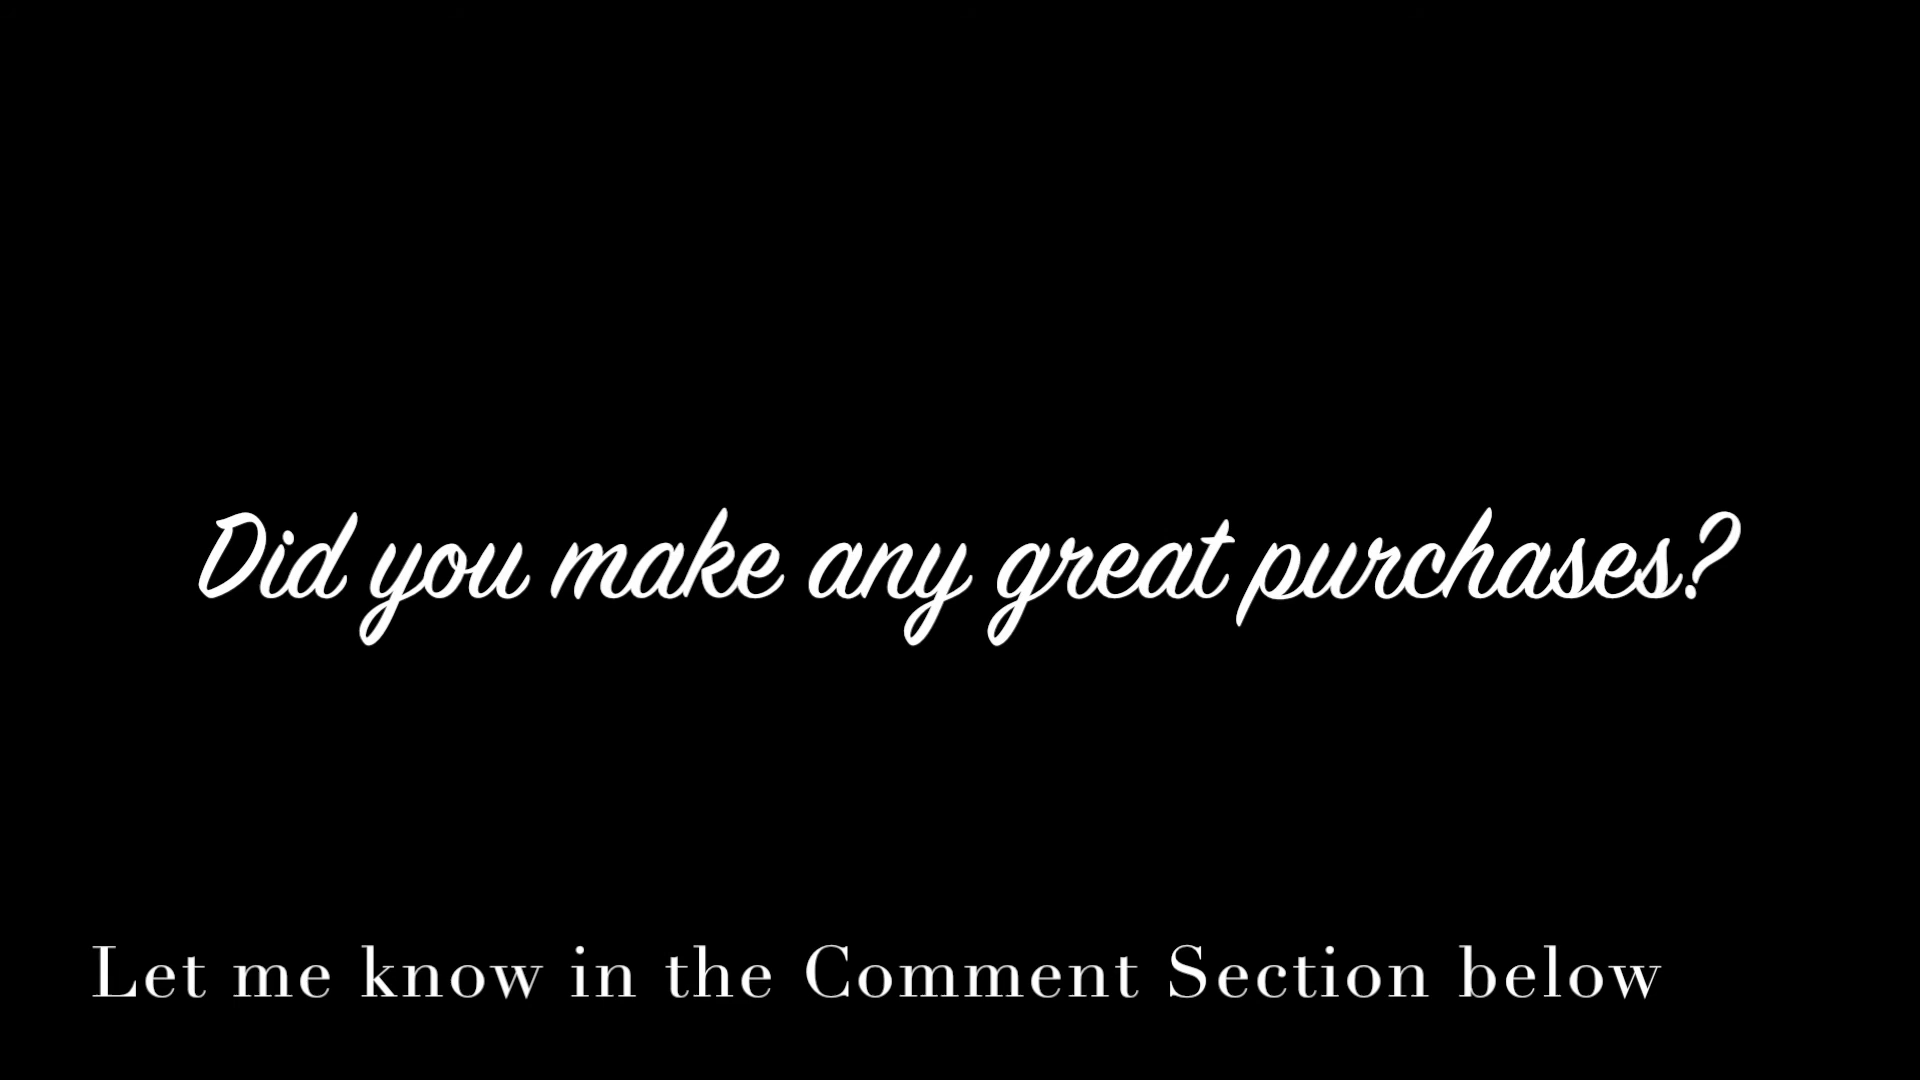 Did you make any great purchases?
Let me know in the Comment Section below